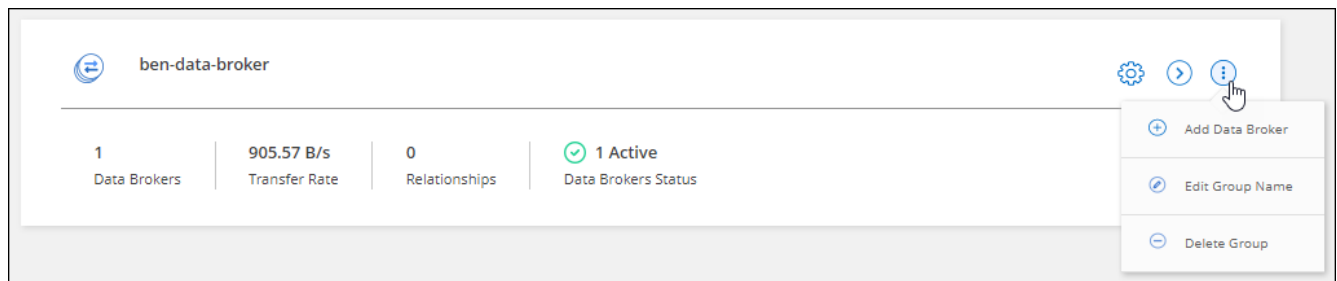 ben-data-broker
1
Data Brokers
905.57 B/s
Transfer Rate
0
Relationships
1 Active
Data Brokers Status
Add Data Broker
Edit Group Name
Delete Group